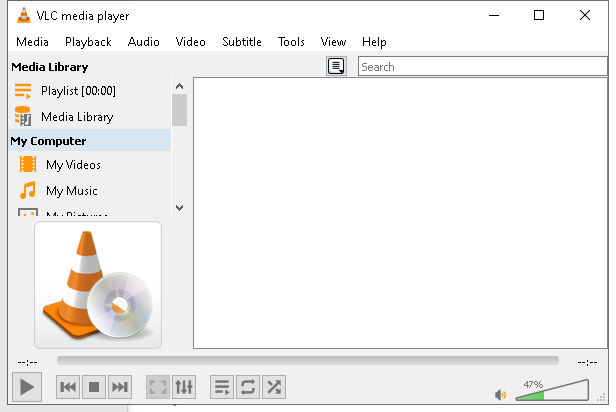 VLC media player
Media Playback Audio Video Subtitle Tools View Help
Media Library
Search
Playlist [00:00]
Media Library
My Computer
My Videos
My Music
My Pictures
--:-- --:--
47%